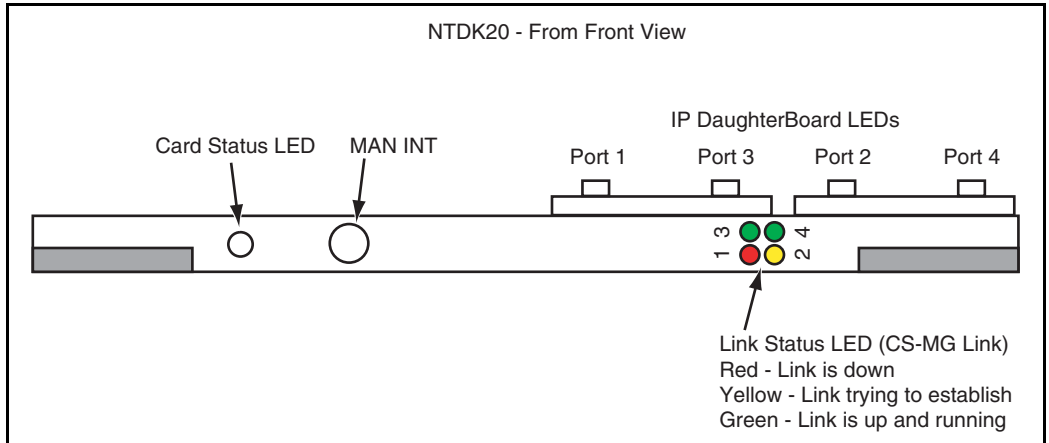 NTDK20 - From Front View
IP DaughterBoard LEDs
Card Status LED
MAN INT
Port 1
Port 3
Port 2
Port 4
3
4
1
2
Link Status LED (CS-MG Link)
Red - Link is down
Yellow - Link trying to establish
Green - Link is up and running